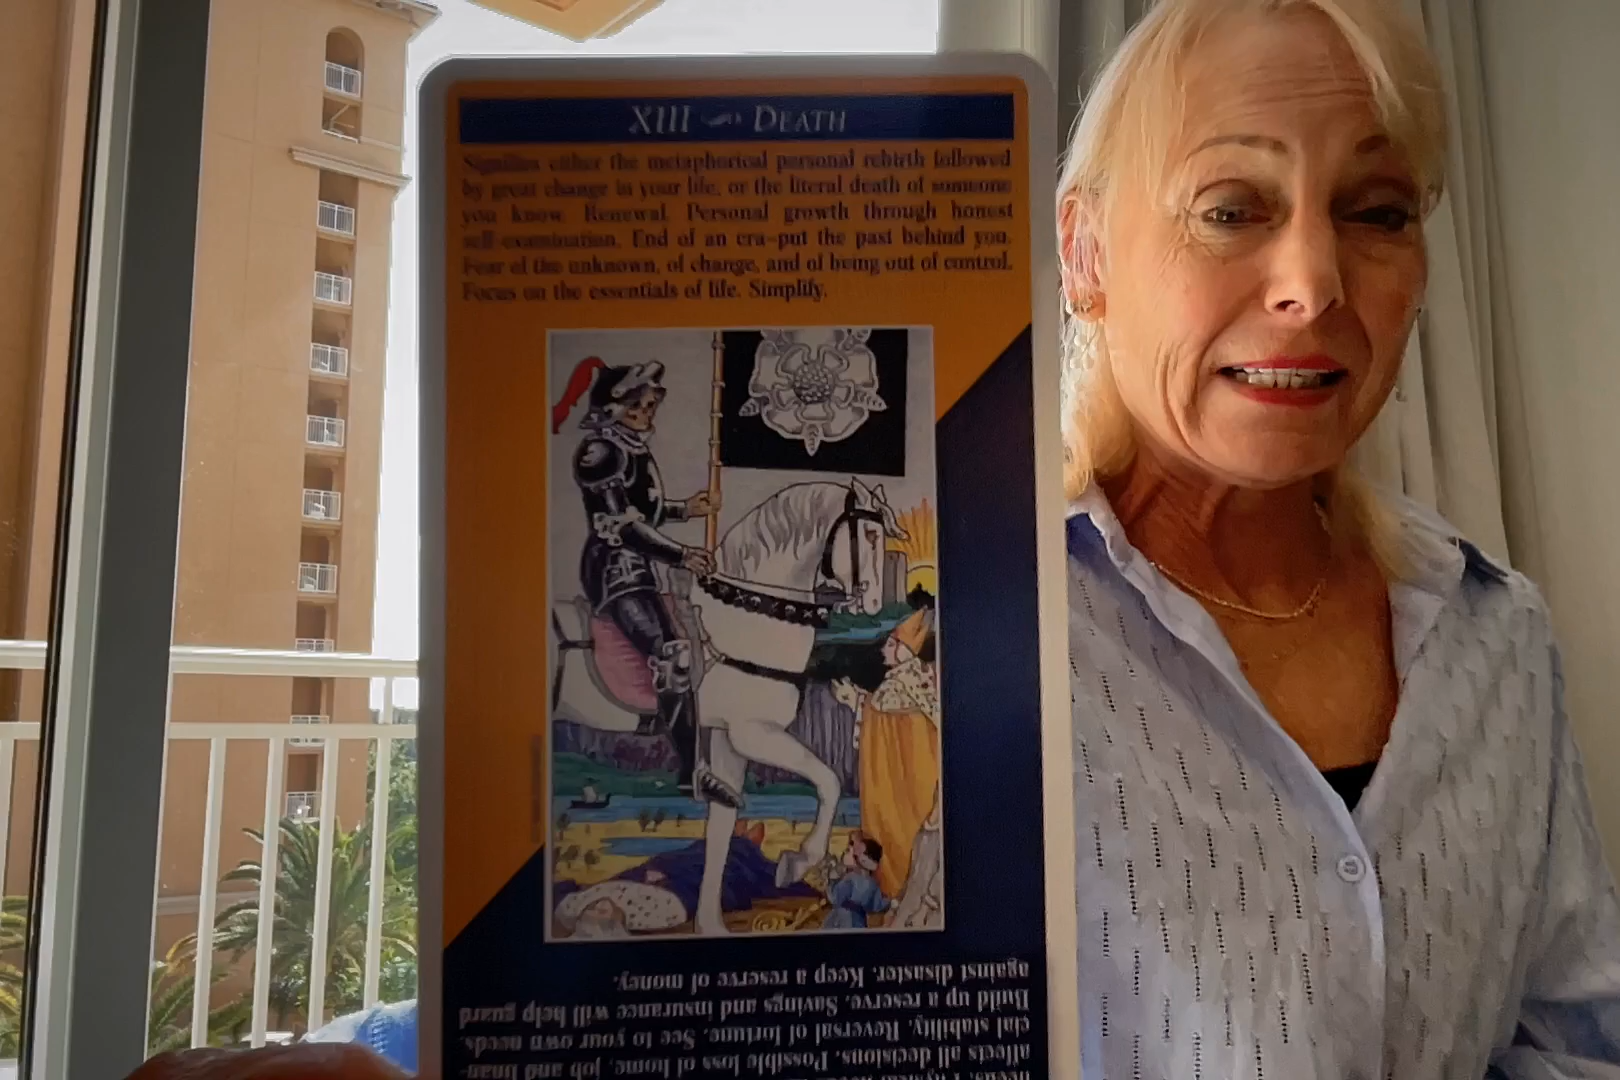 XIII Death
Signifies either the metaphorical personal rebirth followed
by great change in your life, or the literal death of someone
you know. Renewal. Personal growth through honest
self-examination. End of an era–put the past behind you.
Fear of the unknown, of change, and of being out of control.
Focus on the essentials of life. Simplify.
affects all decisions. Possible loss of home, job and finan-
cial stability. Reversal of fortune. See to your own needs.
Build up a reserve. Savings and insurance will help guard
against disaster. Keep a reserve of money.